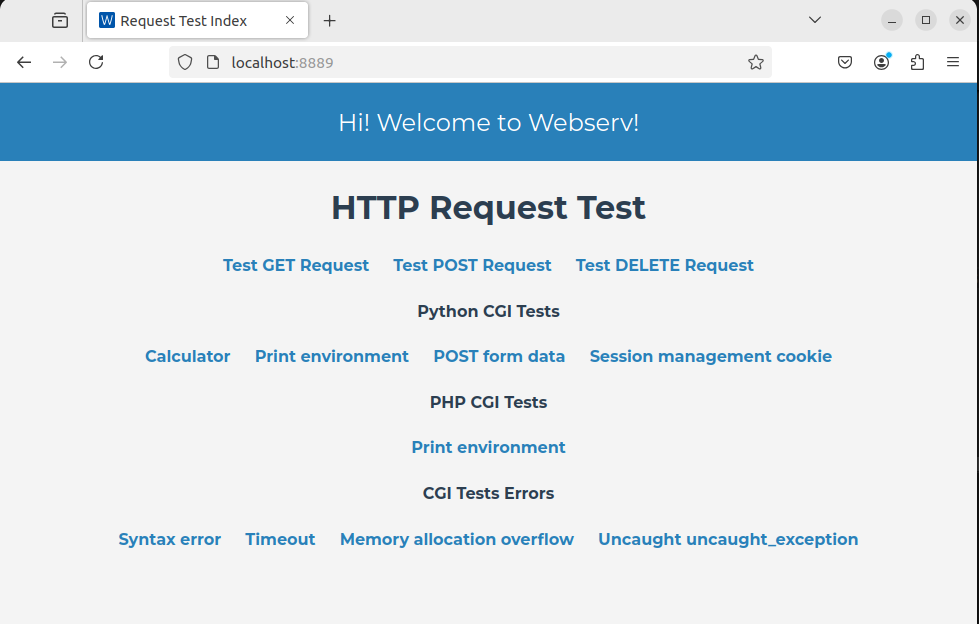 W Request Test Index
localhost:8889
Hi! Welcome to Webserv!
HTTP Request Test
Test GET Request Test POST Request Test DELETE Request
Python CGI Tests
Calculator Print environment POST form data Session management cookie
PHP CGI Tests
Print environment
CGI Tests Errors
Syntax error Timeout Memory allocation overflow Uncaught uncaught_exception